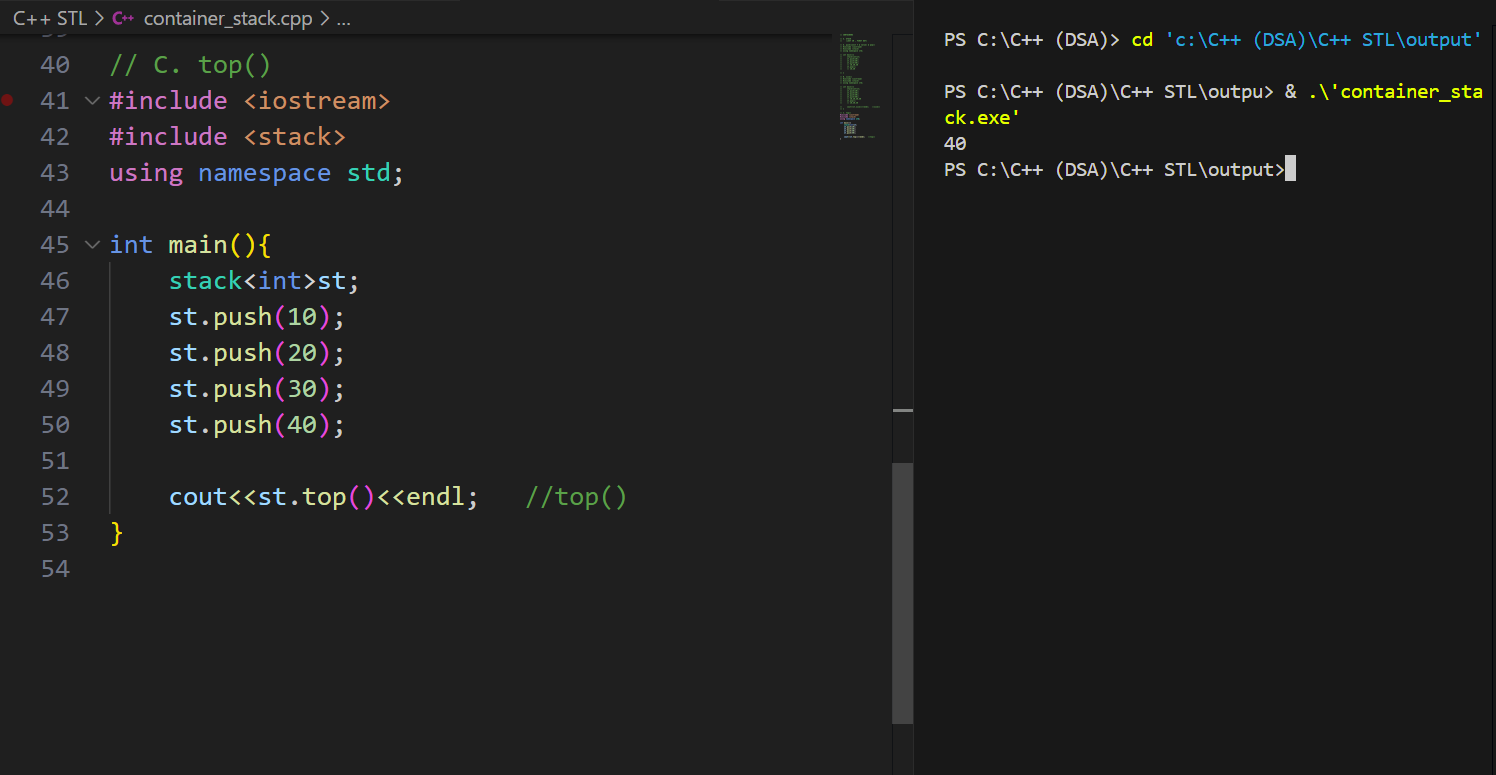 C++ STL > C++ container_stack.cpp > ...
40 // C. top()
41 #include <iostream>
42 #include <stack>
43 using namespace std;
44
45 int main(){
46 stack<int>st;
47 st.push(10);
48 st.push(20);
49 st.push(30);
50 st.push(40);
51
52 cout<<st.top()<<endl; //top()
53 }
54
PS C:\C++ (DSA)> cd 'c:\C++ (DSA)\C++ STL\output'
PS C:\C++ (DSA)\C++ STL\outpu> & .\'container_sta
ck.exe'
40
PS C:\C++ (DSA)\C++ STL\output>